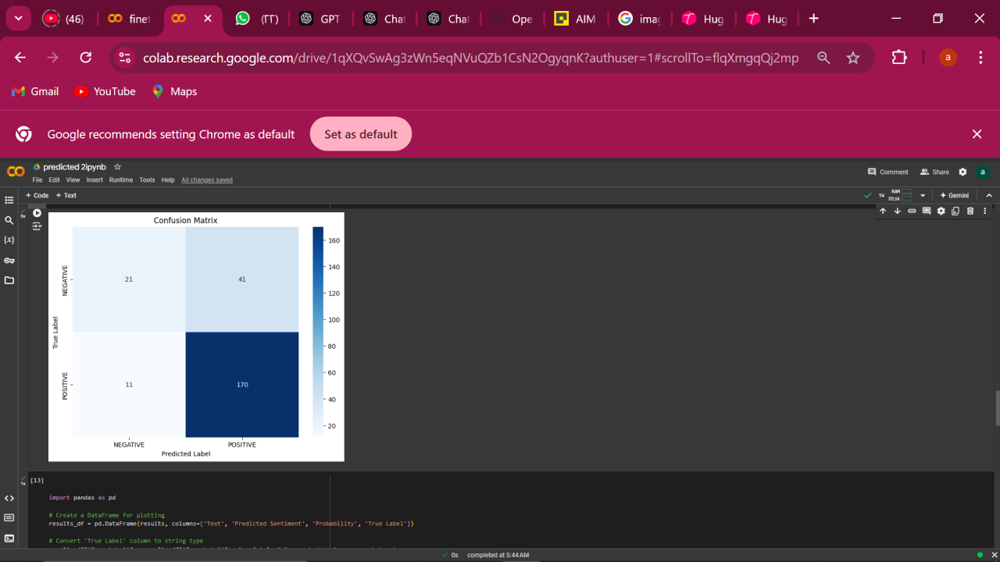 (46)
finet
(ТТ)
GPT-
Chat
Chat
Ope
AIM
imag
Hug
Hug
colab.research.google.com/drive/1qXQvSwAg3zWn5eqNVuQZb1CsN2OgyqnK?authuser=1#scrollTo=flqXmgqQj2mp
a
Gmail YouTube Maps
Google recommends setting Chrome as default Set as default
predicted 2ipynb
File Edit View Insert Runtime Tools Help All changes saved
Comment Share a
+ Code + Text
T4 RAM Disk Gemini
0s
Confusion Matrix
NEGATIVE
POSITIVE
True Label
21 41
11 170
160
140
120
100
80
60
40
20
NEGATIVE POSITIVE
Predicted Label
1s
[13]
import pandas as pd
# Create a DataFrame for plotting
results_df = pd.DataFrame(results, columns=['Text', 'Predicted Sentiment', 'Probability', 'True Label'])
# Convert 'True Label' column to string type
0s completed at 5:44AM